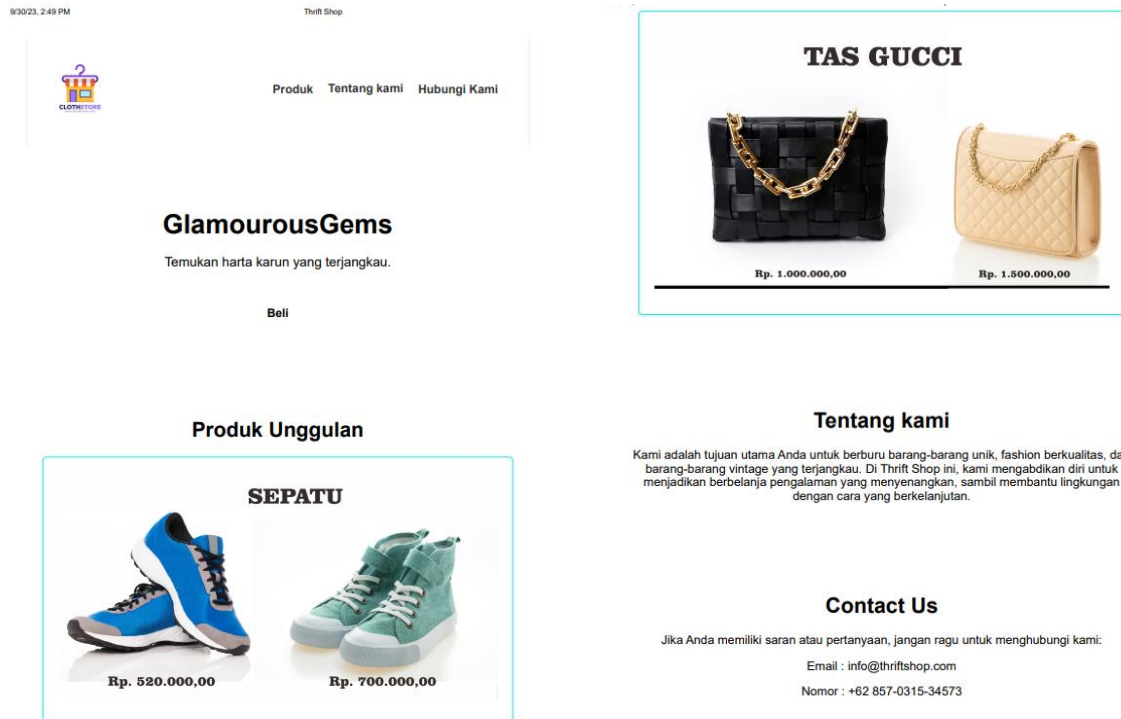 9/30/23, 2:49 PM
Thrift Shop
CLOTHSTORE
Produk Tentang kami Hubungi Kami
GlamourousGems
Temukan harta karun yang terjangkau.
Beli
Produk Unggulan
SEPATU
Rp. 520.000,00 Rp. 700.000,00
TAS GUCCI
Rp. 1.000.000,00 Rp. 1.500.000,00
Tentang kami
Kami adalah tujuan utama Anda untuk berburu barang-barang unik, fashion berkualitas, da
barang-barang vintage yang terjangkau. Di Thrift Shop ini, kami mengabdikan diri untuk
menjadikan berbelanja pengalaman yang menyenangkan, sambil membantu lingkungan
dengan cara yang berkelanjutan.
Contact Us
Jika Anda memiliki saran atau pertanyaan, jangan ragu untuk menghubungi kami:
Email : info@thriftshop.com
Nomor : +62 857-0315-34573